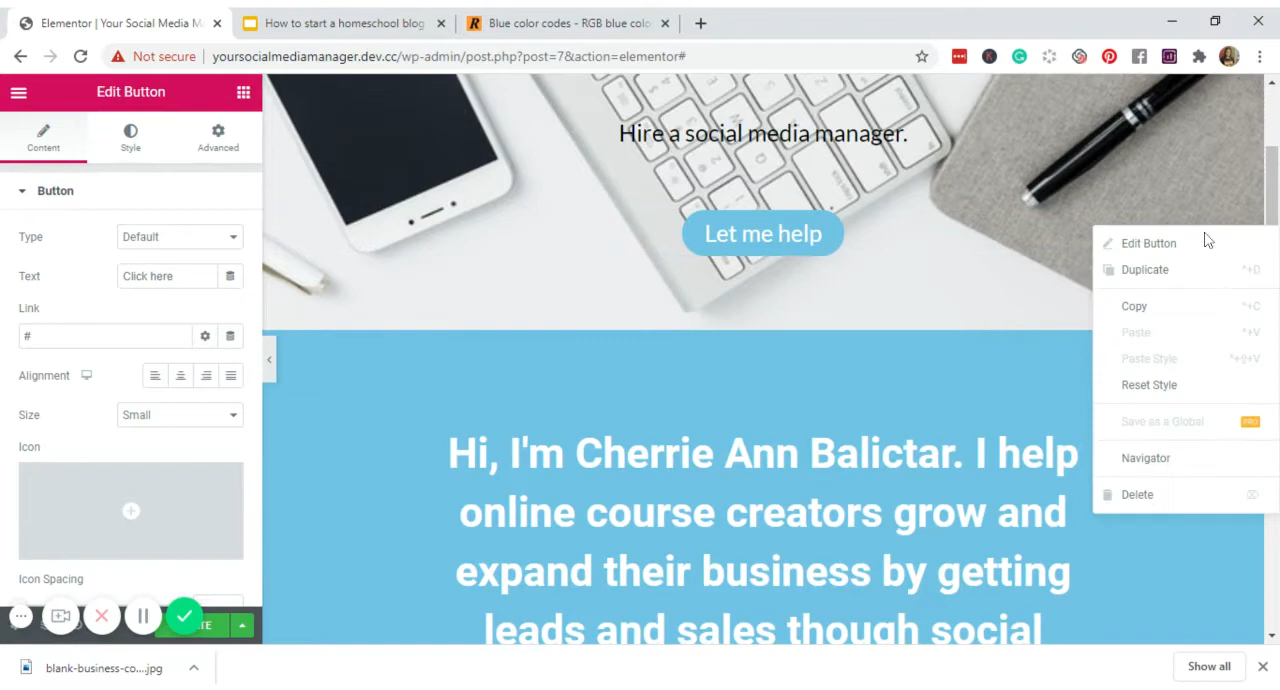 Elementor | Your Social Media M
How to start a homeschool blog
Blue color codes - RGB blue colo
Not secure
yoursocialmediamanager.dev.cc/wp-admin/post.php?post=7&action=elementor#
Edit Button
Content
Style
Advanced
Button
Type
Default
Text
Click here
Link
#
Alignment
Size
Small
Icon
Icon Spacing
TE
Hire a social media manager.
Let me help
Hi, I'm Cherrie Ann Balictar. I help
online course creators grow and
expand their business by getting
leads and sales though social
Edit Button
Duplicate ^+D
Copy ^+C
Paste ^+V
Paste Style ^+⇧+V
Reset Style
Save as a Global PRO
Navigator
Delete
blank-business-co....jpg
Show all